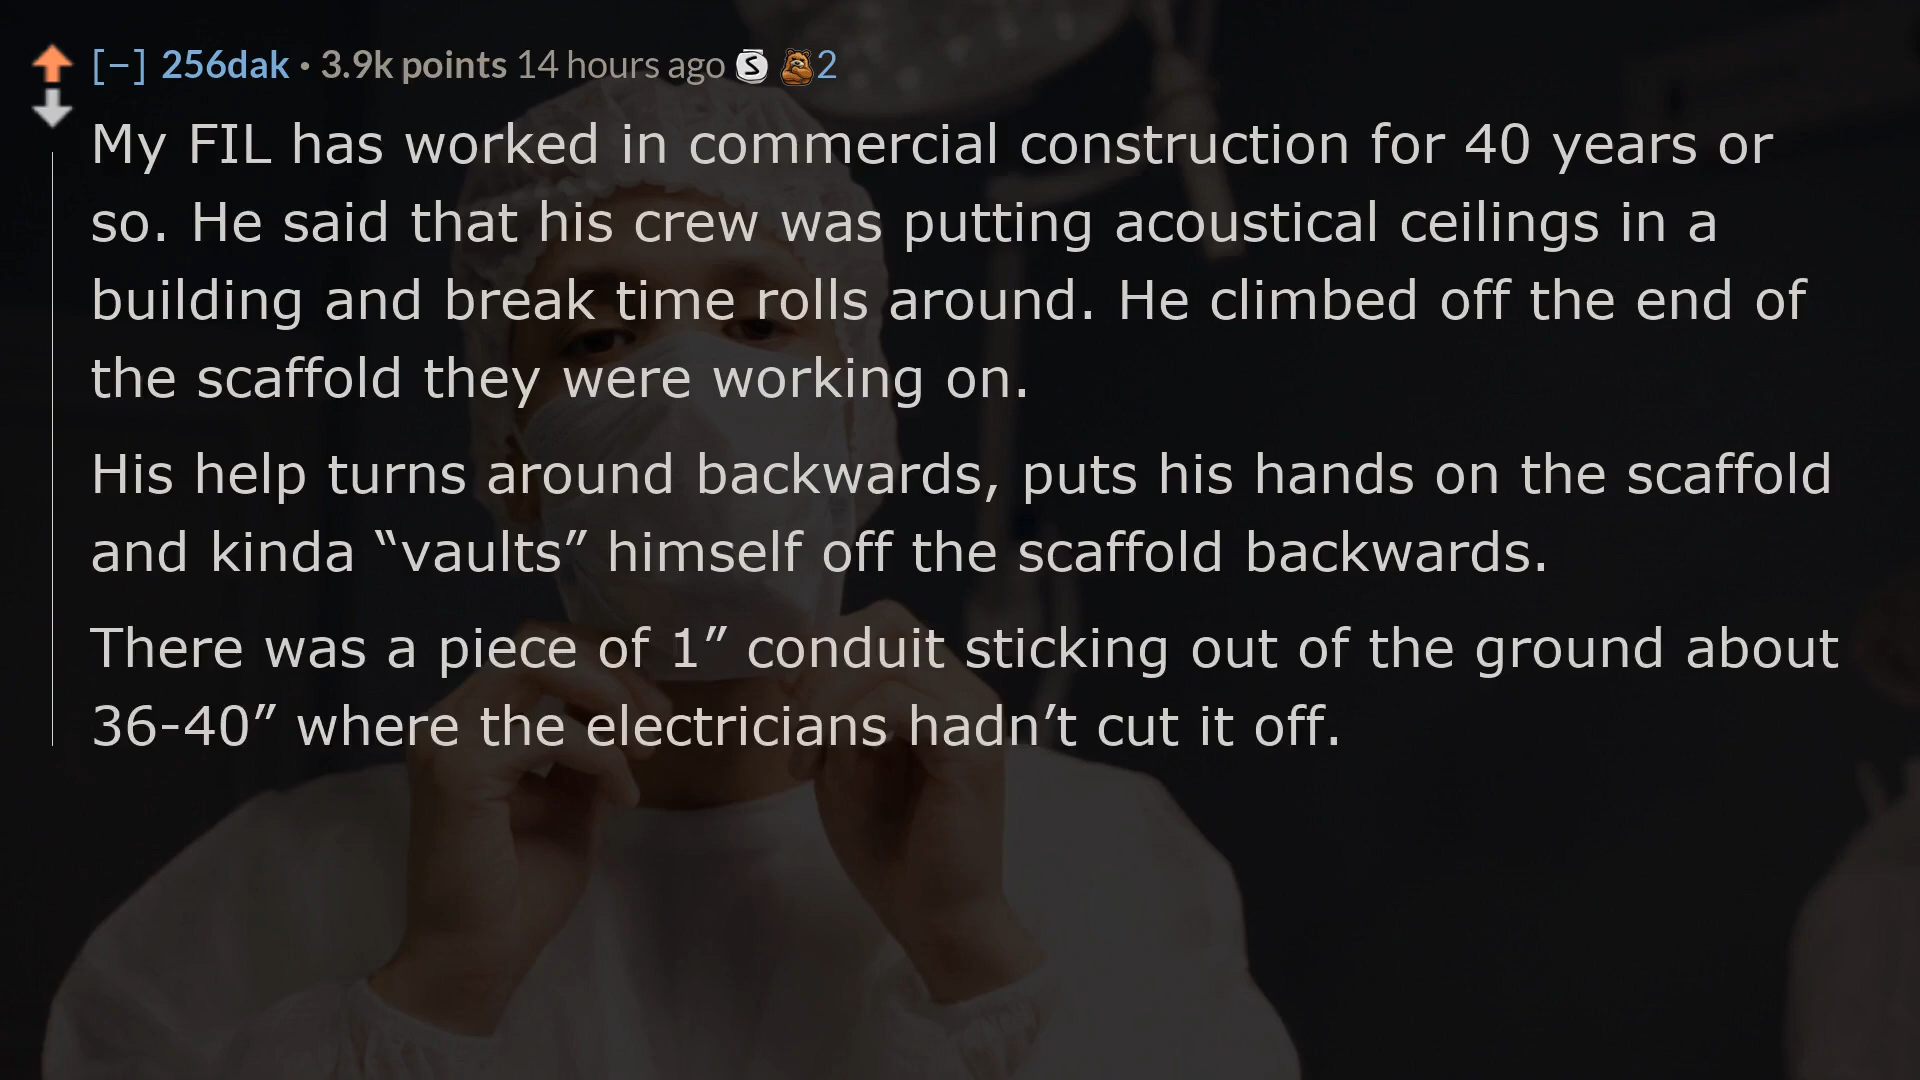 [−] 256dak · 3.9k points 14 hours ago S 2
My FIL has worked in commercial construction for 40 years or
so. He said that his crew was putting acoustical ceilings in a
building and break time rolls around. He climbed off the end of
the scaffold they were working on.
His help turns around backwards, puts his hands on the scaffold
and kinda “vaults” himself off the scaffold backwards.
There was a piece of 1” conduit sticking out of the ground about
36-40” where the electricians hadn’t cut it off.